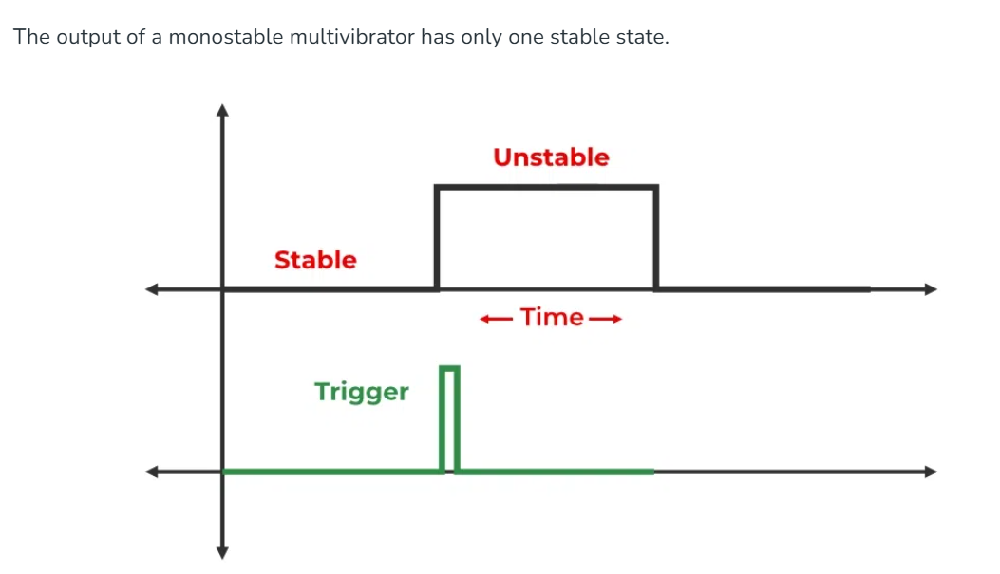 The output of a monostable multivibrator has only one stable state.
Unstable
Stable
Time
Trigger